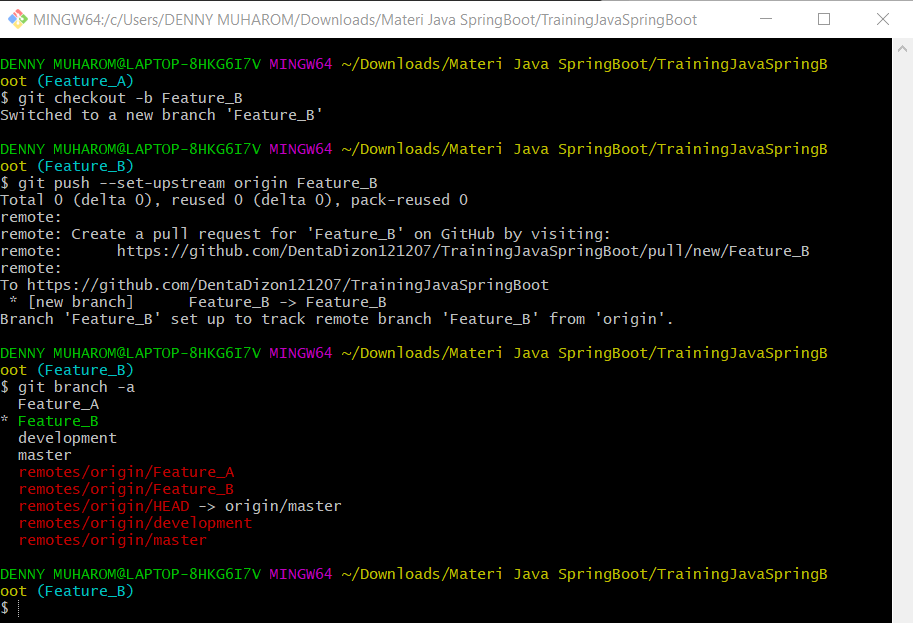 MINGW64:/c/Users/DENNY MUHAROM/Downloads/Materi Java SpringBoot/TrainingJavaSpringBoot
DENNY MUHAROM@LAPTOP-8HKG6I7V MINGW64 ~/Downloads/Materi Java SpringBoot/TrainingJavaSpringB
oot (Feature_A)
$ git checkout -b Feature_B
Switched to a new branch 'Feature_B'
DENNY MUHAROM@LAPTOP-8HKG6I7V MINGW64 ~/Downloads/Materi Java SpringBoot/TrainingJavaSpringB
oot (Feature_B)
$ git push --set-upstream origin Feature_B
Total 0 (delta 0), reused 0 (delta 0), pack-reused 0
remote:
remote: Create a pull request for 'Feature_B' on GitHub by visiting:
remote:      https://github.com/DentaDizon121207/TrainingJavaSpringBoot/pull/new/Feature_B
remote:
To https://github.com/DentaDizon121207/TrainingJavaSpringBoot
 * [new branch]      Feature_B -> Feature_B
Branch 'Feature_B' set up to track remote branch 'Feature_B' from 'origin'.
DENNY MUHAROM@LAPTOP-8HKG6I7V MINGW64 ~/Downloads/Materi Java SpringBoot/TrainingJavaSpringB
oot (Feature_B)
$ git branch -a
  Feature_A
* Feature_B
  development
  master
  remotes/origin/Feature_A
  remotes/origin/Feature_B
  remotes/origin/HEAD -> origin/master
  remotes/origin/development
  remotes/origin/master
DENNY MUHAROM@LAPTOP-8HKG6I7V MINGW64 ~/Downloads/Materi Java SpringBoot/TrainingJavaSpringB
oot (Feature_B)
$